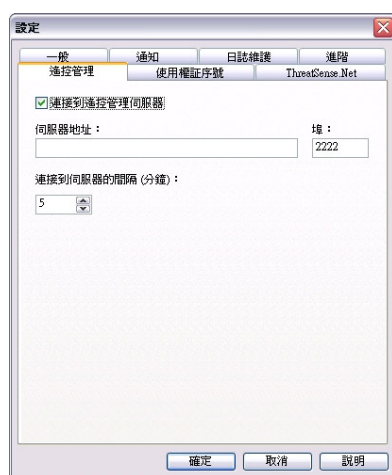 設定
一般 通知 日誌維護 進階
遙控管理 使用權証序號 ThreatSense.Net
連接到遙控管理伺服器
伺服器地址： 埠：
2222
連接到伺服器的間隔 (分鐘)：
5
確定 取消 說明